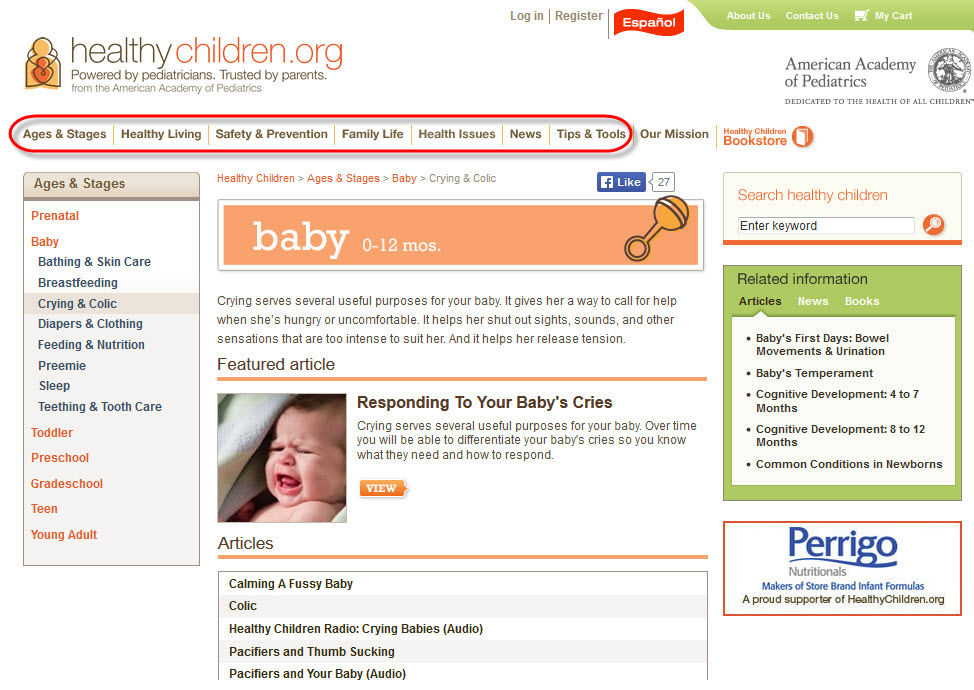 Log in | Register
Español
About Us
Contact Us
My Cart
healthychildren.org
Powered by pediatricians. Trusted by parents.
from the American Academy of Pediatrics
American Academy
of Pediatrics
DEDICATED TO THE HEALTH OF ALL CHILDREN™
Ages & Stages
Healthy Living
Safety & Prevention
Family Life
Health Issues
News
Tips & Tools
Our Mission
Healthy Children
Bookstore
Ages & Stages
Prenatal
Baby
Bathing & Skin Care
Breastfeeding
Crying & Colic
Diapers & Clothing
Feeding & Nutrition
Preemie
Sleep
Teething & Tooth Care
Toddler
Preschool
Gradeschool
Teen
Young Adult
Healthy Children > Ages & Stages > Baby > Crying & Colic
Like
27
baby 0-12 mos.
Crying serves several useful purposes for your baby. It gives her a way to call for help
when she's hungry or uncomfortable. It helps her shut out sights, sounds, and other
sensations that are too intense to suit her. And it helps her release tension.
Featured article
Responding To Your Baby's Cries
Crying serves several useful purposes for your baby. Over time
you will be able to differentiate your baby's cries so you know
what they need and how to respond.
VIEW
Articles
Calming A Fussy Baby
Colic
Healthy Children Radio: Crying Babies (Audio)
Pacifiers and Thumb Sucking
Pacifiers and Your Baby (Audio)
Search healthy children
Enter keyword
Related information
Articles
News
Books
• Baby's First Days: Bowel
Movements & Urination
• Baby's Temperament
• Cognitive Development: 4 to 7
Months
• Cognitive Development: 8 to 12
Months
• Common Conditions in Newborns
Perrigo
Nutritionals
Makers of Store Brand Infant Formulas
A proud supporter of HealthyChildren.org